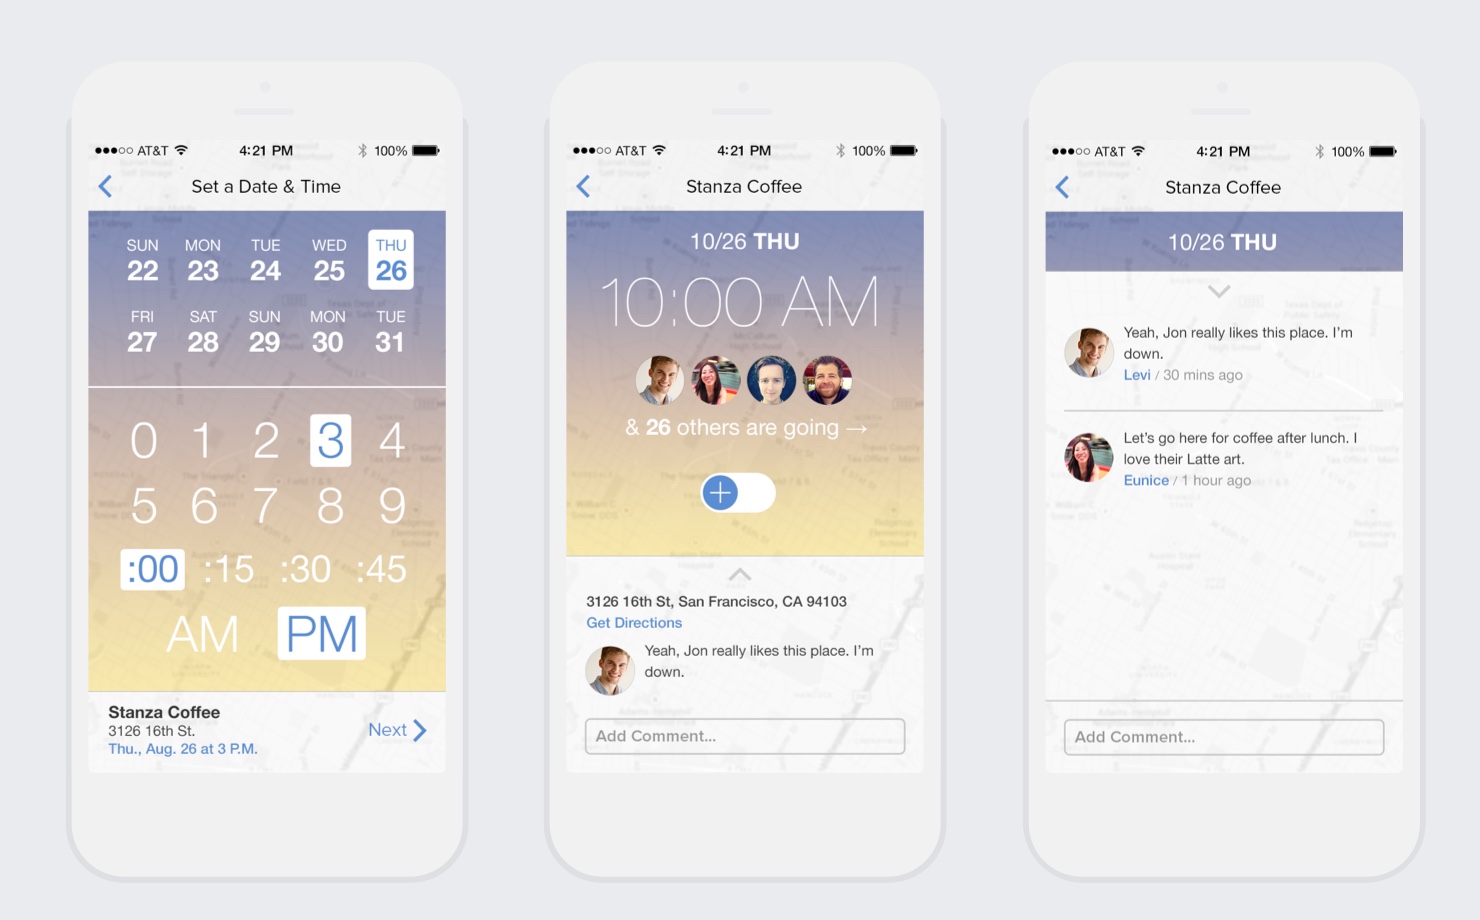 AT&T 4:21 PM 100%
Set a Date & Time
SUN MON TUE WED THU
22 23 24 25 26
FRI SAT SUN MON TUE
27 28 29 30 31
0 1 2 3 4
5 6 7 8 9
:00 :15 :30 :45
AM PM
Stanza Coffee
3126 16th St.
Thu., Aug. 26 at 3 P.M.
Next
AT&T 4:21 PM 100%
Stanza Coffee
10/26 THU
10:00 AM
& 26 others are going →
3126 16th St, San Francisco, CA 94103
Get Directions
Yeah, Jon really likes this place. I'm
down.
Add Comment...
AT&T 4:21 PM 100%
Stanza Coffee
10/26 THU
Yeah, Jon really likes this place. I'm
down.
Levi / 30 mins ago
Let's go here for coffee after lunch. I
love their Latte art.
Eunice / 1 hour ago
Add Comment...